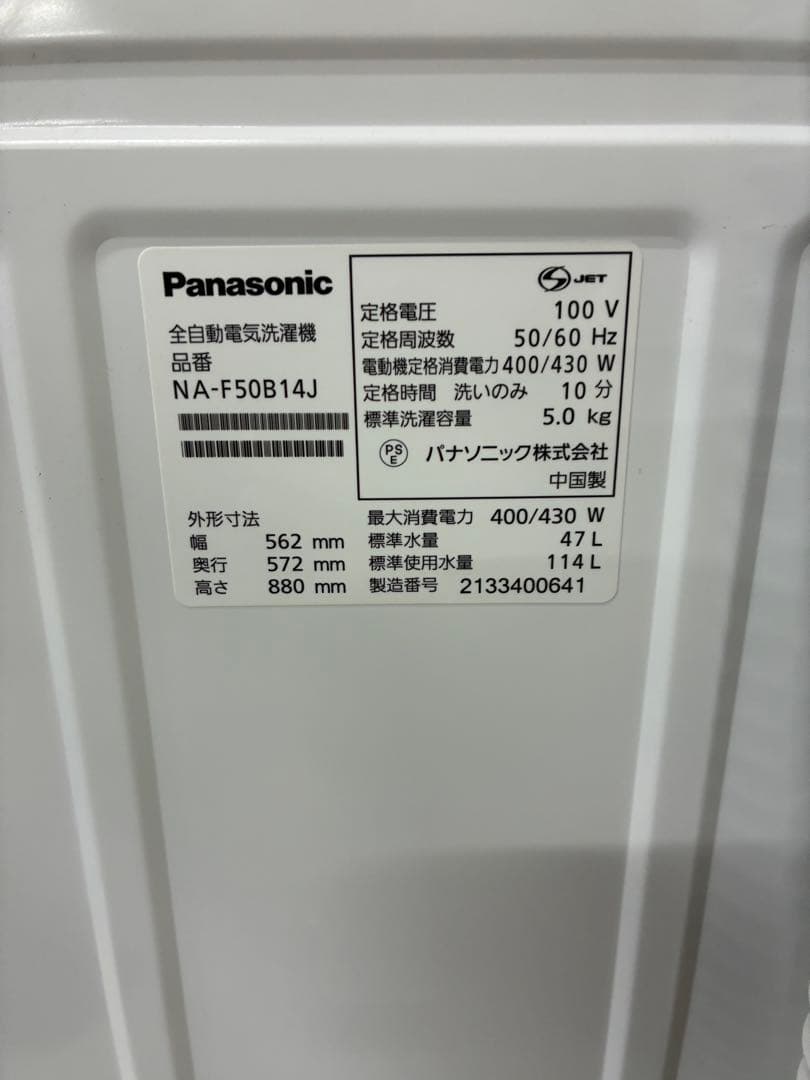 Panasonic
全自動電気洗濯機
品番
NA-F50B14J
S JET
定格電圧 100 V
定格周波数 50/60 Hz
電動機定格消費電力 400/430 W
定格時間 洗いのみ 10 分
標準洗濯容量 5.0 kg
PS
E
パナソニック株式会社
中国製
外形寸法
幅 562 mm
奥行 572 mm
高さ 880 mm
最大消費電力 400/430 W
標準水量 47 L
標準使用水量 114 L
製造番号 2133400641